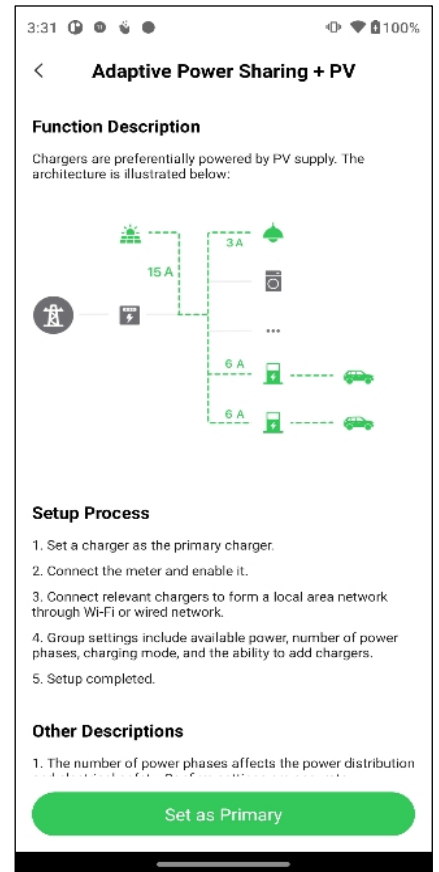 3:31 100%
Adaptive Power Sharing + PV
Function Description
Chargers are preferentially powered by PV supply. The
architecture is illustrated below:
3 A
15 A
...
6 A
6 A
Setup Process
1. Set a charger as the primary charger.
2. Connect the meter and enable it.
3. Connect relevant chargers to form a local area network
through Wi-Fi or wired network.
4. Group settings include available power, number of power
phases, charging mode, and the ability to add chargers.
5. Setup completed.
Other Descriptions
1. The number of power phases affects the power distribution
Set as Primary